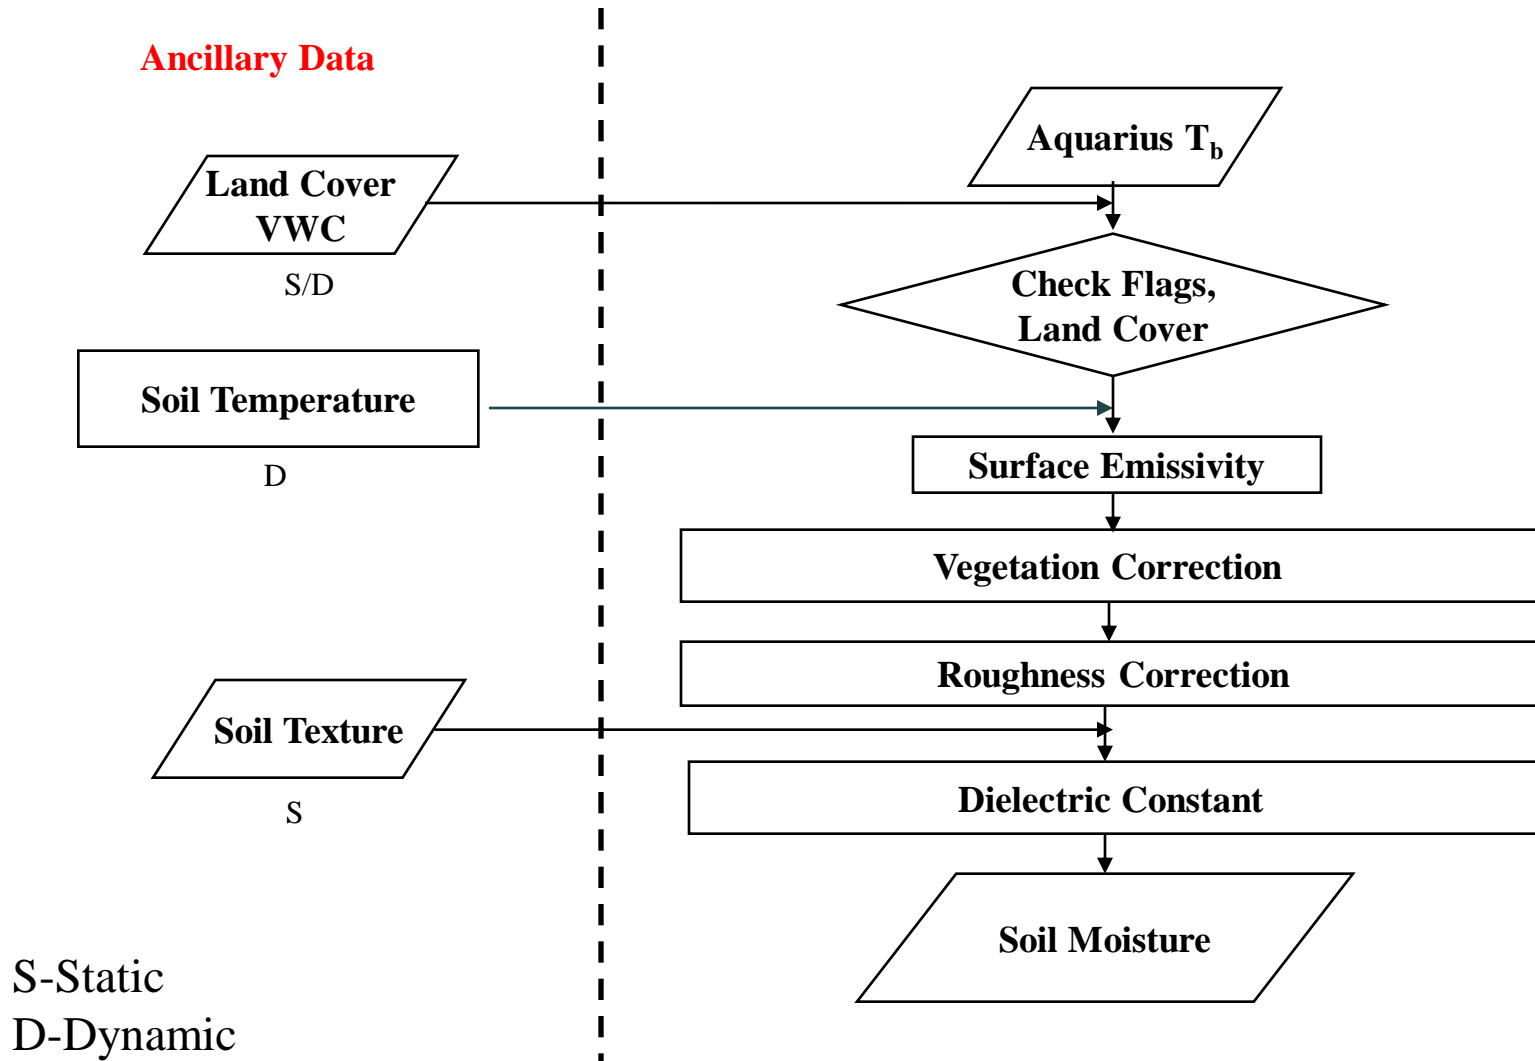 Ancillary Data
Aquarius Tb
Land Cover
VWC
S/D
Check Flags,
Land Cover
Soil Temperature
D
Surface Emissivity
Vegetation Correction
Roughness Correction
Soil Texture
S
Dielectric Constant
Soil Moisture
S-Static
D-Dynamic